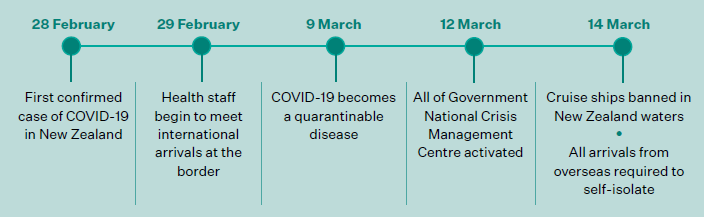 28 February
29 February
9 March
12 March
14 March
First confirmed
case of COVID-19
in New Zealand
Health staff
begin to meet
international
arrivals at the
border
COVID-19 becomes
a quarantinable
disease
All of Government
National Crisis
Management
Centre activated
Cruise ships banned in
New Zealand waters
•
All arrivals from
overseas required to
self-isolate